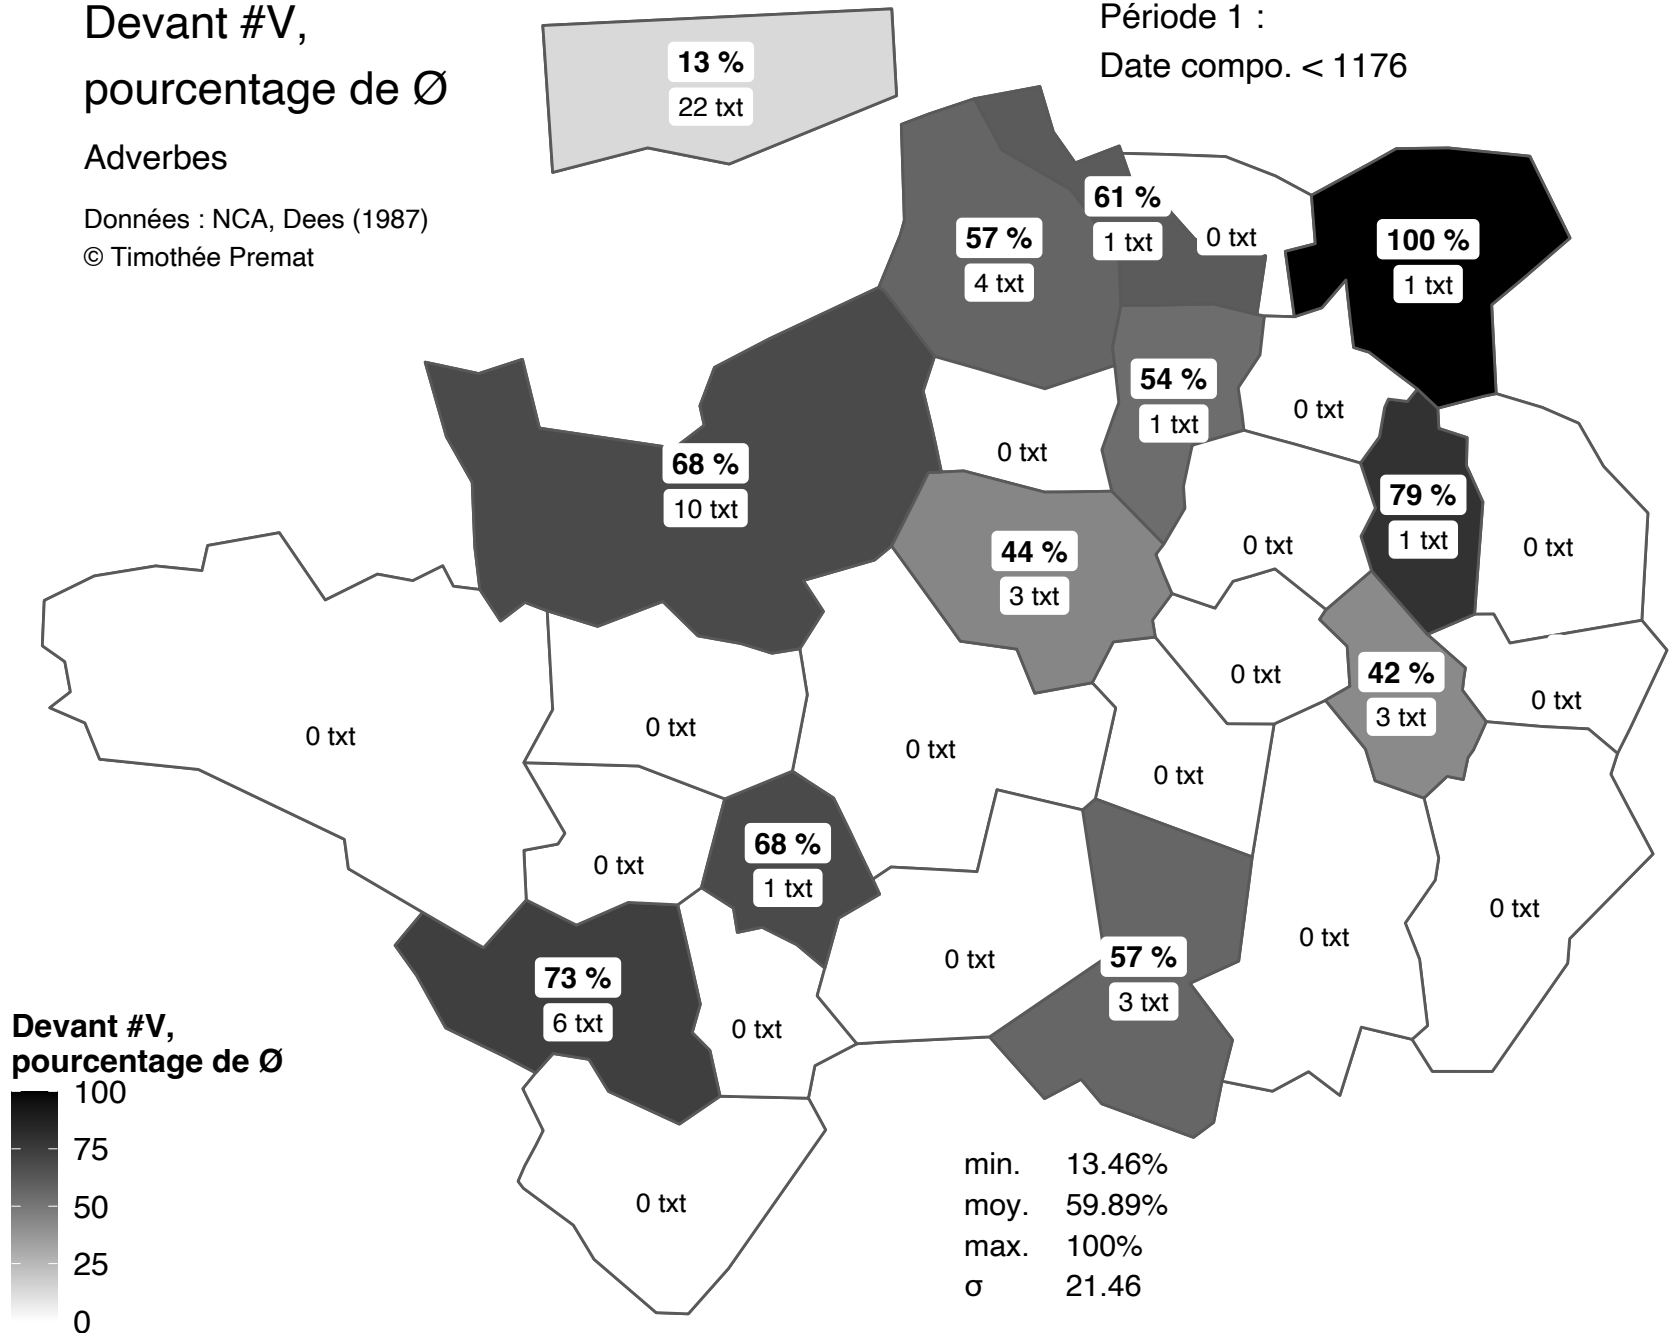 Devant #V,
pourcentage de Ø
Adverbes
Données : NCA, Dees (1987)
© Timothée Premat
Période 1 :
Date compo. < 1176
13 %
22 txt
61 %
1 txt
57 %
4 txt
0 txt
100 %
1 txt
54 %
1 txt
0 txt
0 txt
68 %
10 txt
79 %
1 txt
44 %
3 txt
0 txt
0 txt
0 txt
42 %
3 txt
0 txt
0 txt
0 txt
0 txt
0 txt
68 %
1 txt
0 txt
0 txt
0 txt
0 txt
57 %
3 txt
73 %
6 txt
0 txt
0 txt
Devant #V,
pourcentage de Ø
100
75
50
25
0
min. 13.46%
moy. 59.89%
max. 100%
σ 21.46